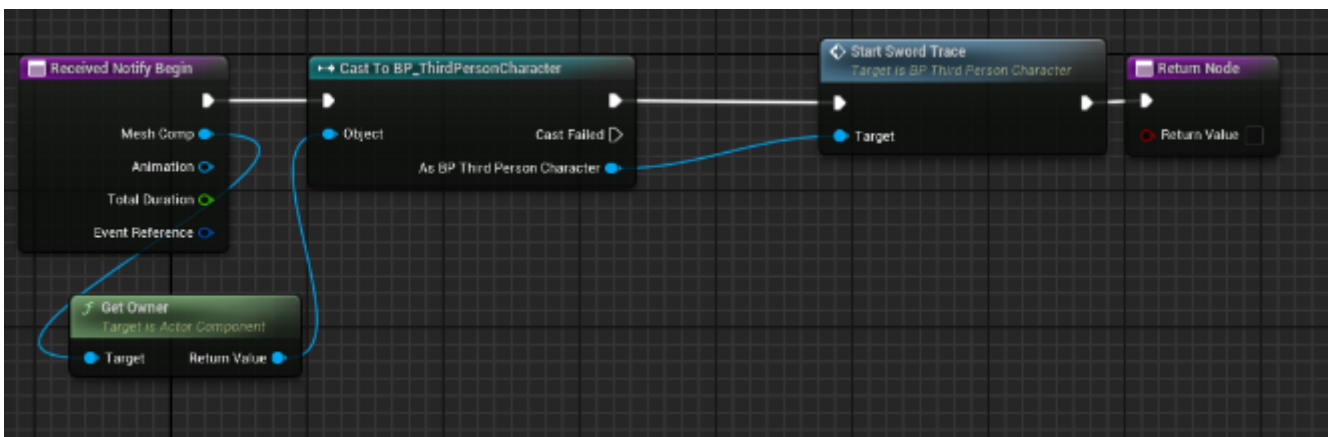 Received Notify Begin
Mesh Comp
Animation
Total Duration
Event Reference
Cast To BP_ThirdPersonCharacter
Object
Cast Failed
As BP Third Person Character
Start Sword Trace
Target is BP Third Person Character
Target
Return Node
Return Value
f Get Owner
Target is Actor Component
Target
Return Value